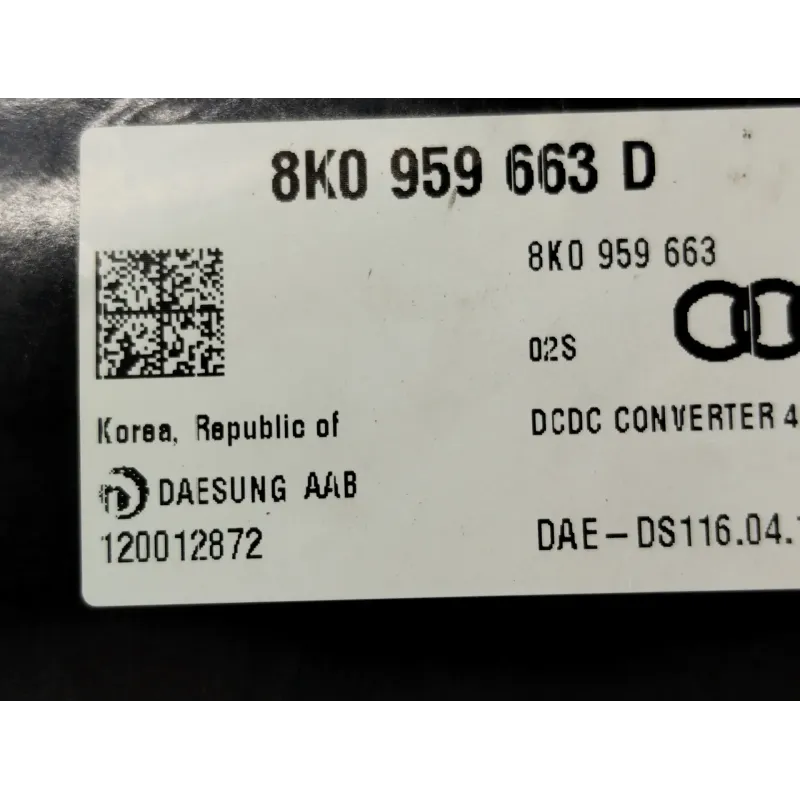 8K0 959 663 D
8K0 959 663
02S
Korea, Republic of
DCDC CONVERTER 4
DAESUNG AAB
120012872
DAE-DS116.04.